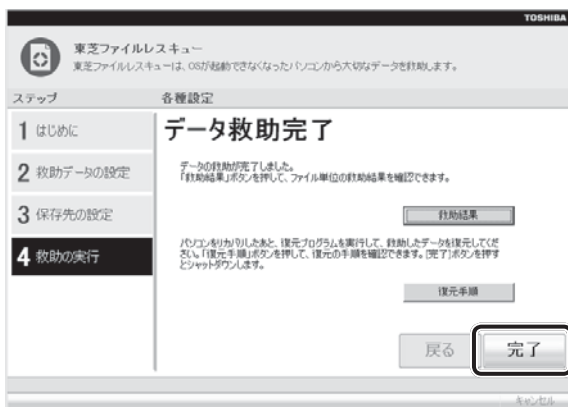 TOSHIBA
東芝ファイルレスキュー
東芝ファイルレスキューは、OSが起動できなくなったパソコンから大切なデータを救助します。
ステップ
各種設定
1 はじめに
2 救助データの設定
3 保存先の設定
4 救助の実行
データ救助完了
データの救助が完了しました。
「救助結果」ボタンを押して、ファイル単位の救助結果を確認できます。
救助結果
パソコンをリカバリしたあと、復元プログラムを実行して、救助したデータを復元してくだ
さい。「復元手順」ボタンを押して、復元の手順を確認できます。[完了]ボタンを押す
とシャットダウンします。
復元手順
戻る
完了
キャンセル